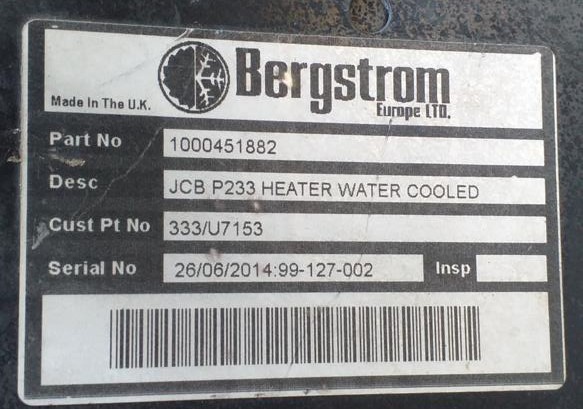 Bergstrom
Europe LTD.
Made In The U.K.
Part No 1000451882
Desc JCB P233 HEATER WATER COOLED
Cust Pt No 333/U7153
Serial No 26/06/2014:99-127-002 Insp